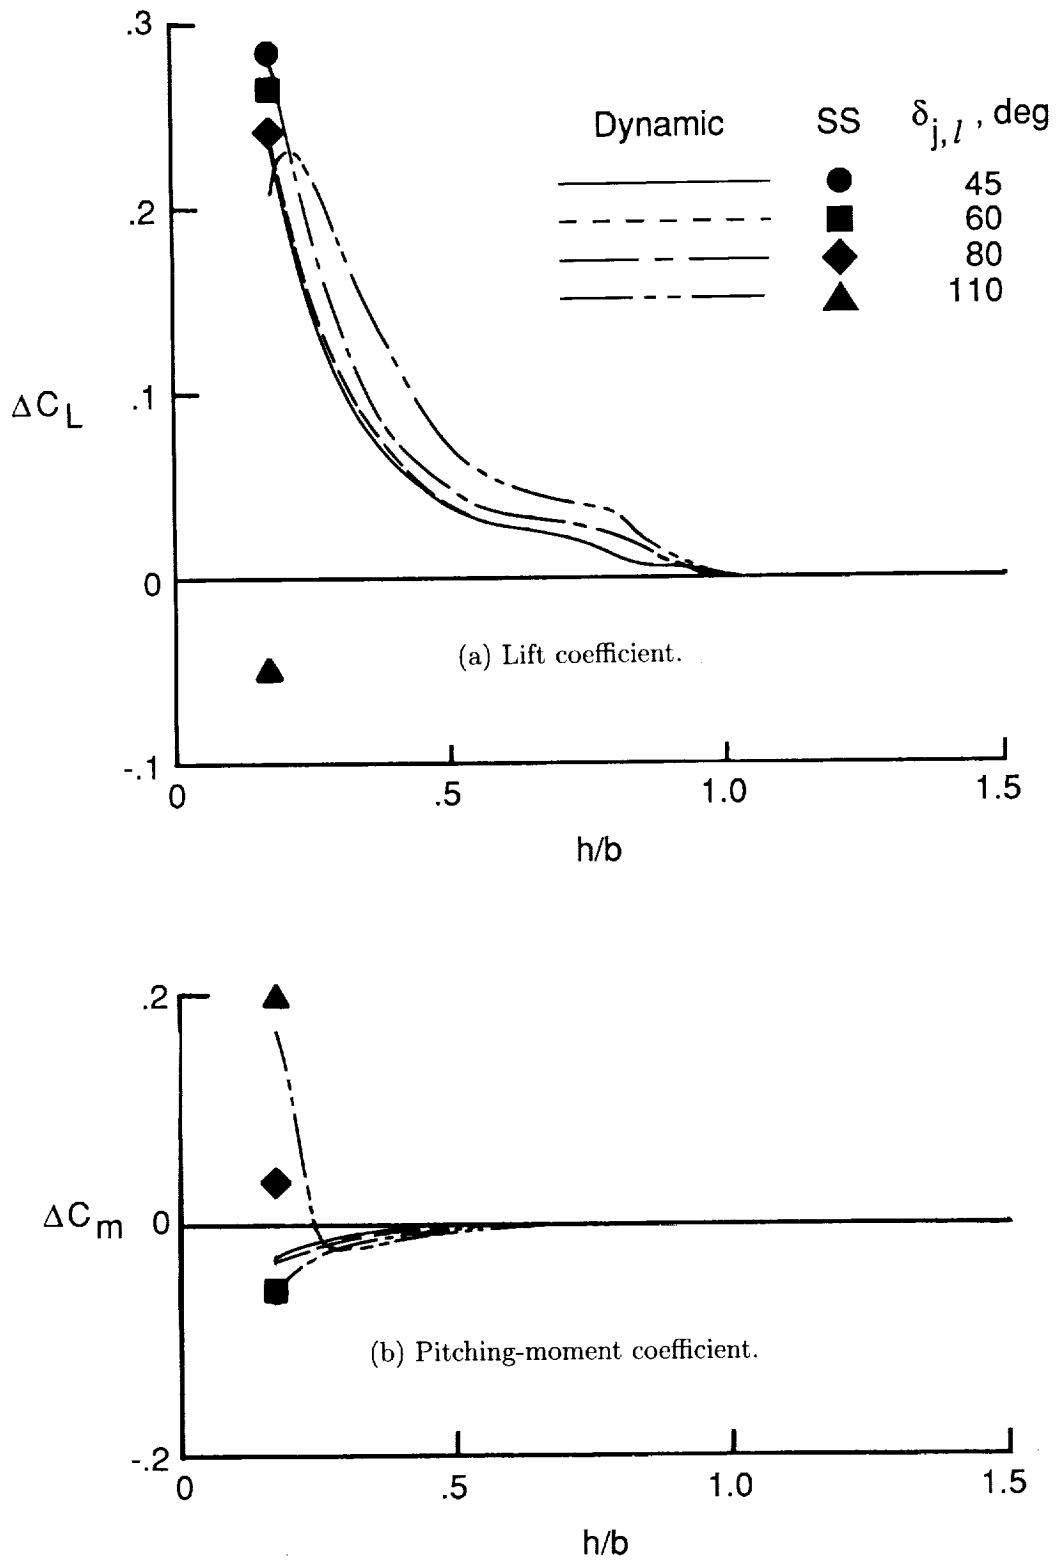 .3
Dynamic SS δj,l , deg
45
60
80
110
.2
.1
ΔCL
0
(a) Lift coefficient.
-.1
0 .5 1.0 1.5
h/b
.2
ΔCm
0
(b) Pitching-moment coefficient.
-.2
0 .5 1.0 1.5
h/b